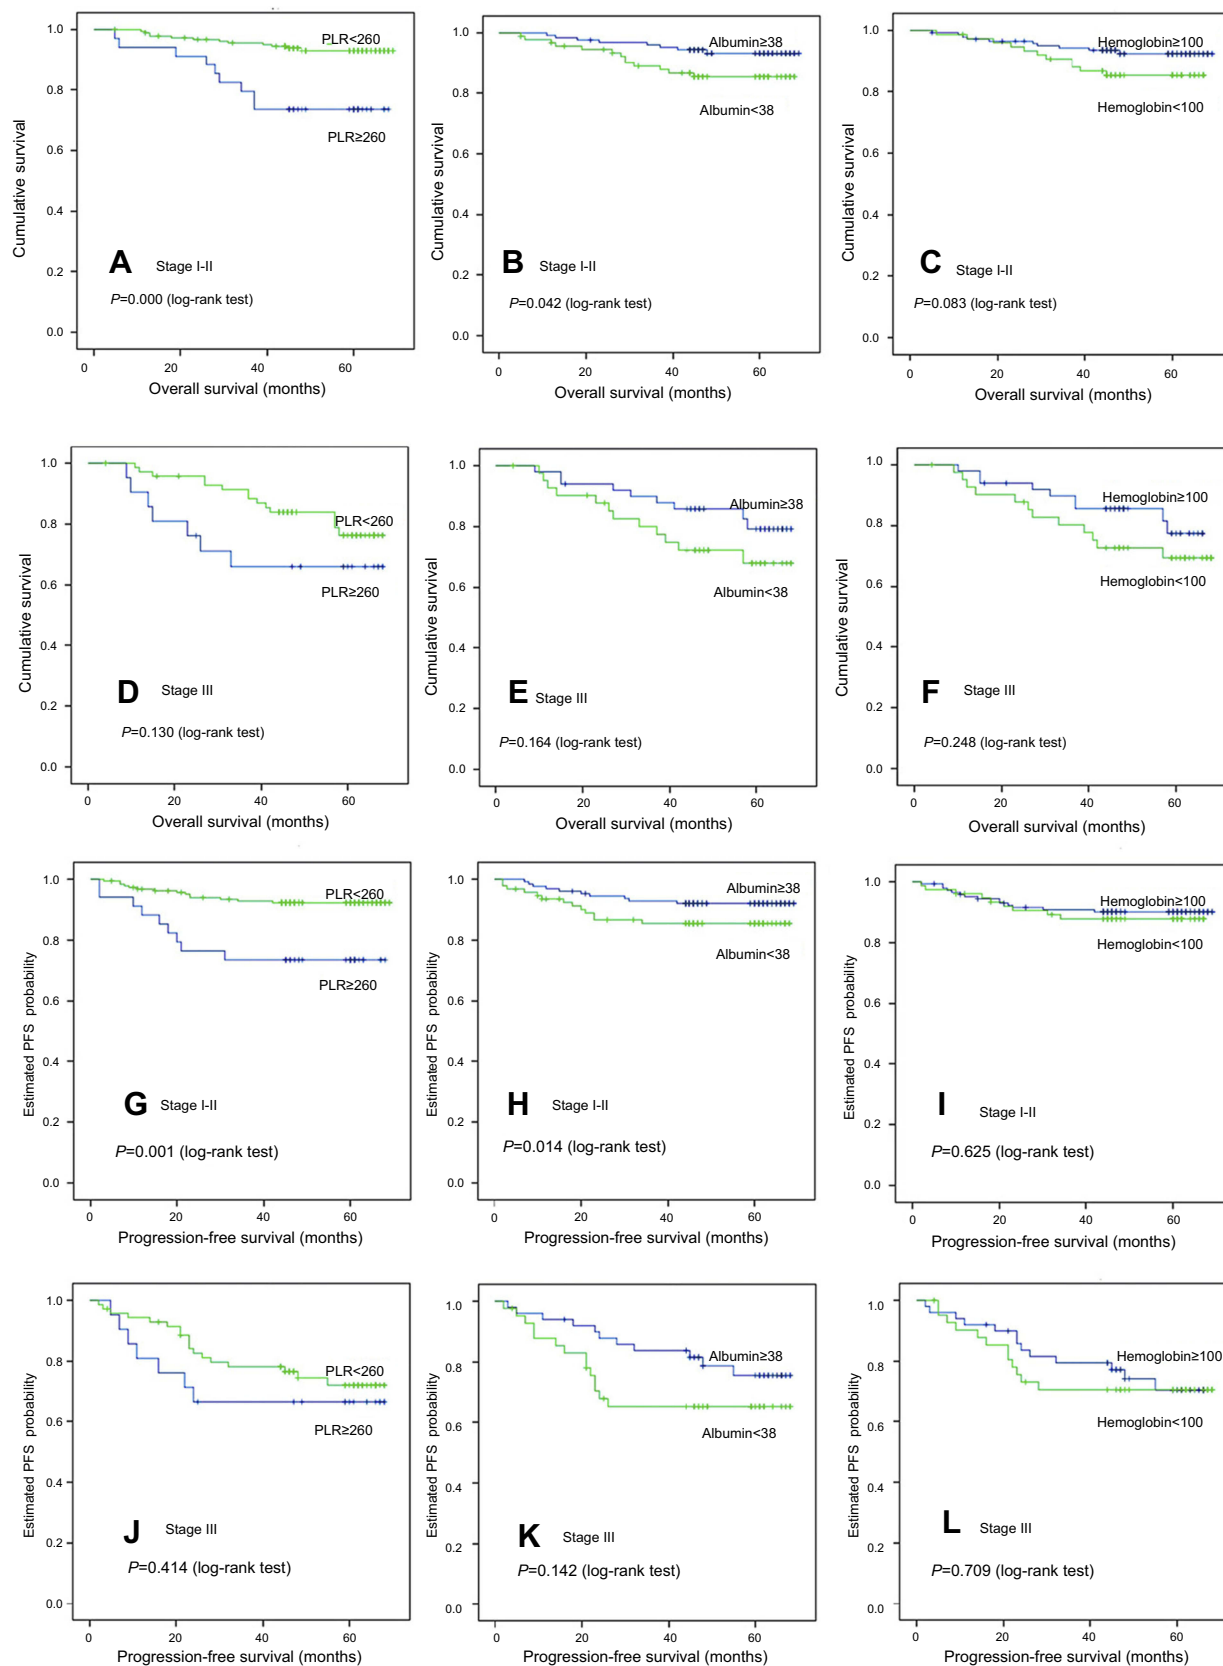 1.0
0.8
0.6
0.4
0.2
0.0
Cumulative survival
PLR<260
PLR≥260
A Stage I-II
P=0.000 (log-rank test)
0 20 40 60
Overall survival (months)
1.0
0.8
0.6
0.4
0.2
0.0
Cumulative survival
Albumin≥38
Albumin<38
B Stage I-II
P=0.042 (log-rank test)
0 20 40 60
Overall survival (months)
1.0
0.8
0.6
0.4
0.2
0.0
Cumulative survival
Hemoglobin≥100
Hemoglobin<100
C Stage I-II
P=0.083 (log-rank test)
0 20 40 60
Overall survival (months)
1.0
0.8
0.6
0.4
0.2
0.0
Cumulative survival
PLR<260
PLR≥260
D Stage III
P=0.130 (log-rank test)
0 20 40 60
Overall survival (months)
1.0
0.8
0.6
0.4
0.2
0.0
Cumulative survival
Albumin≥38
Albumin<38
E Stage III
P=0.164 (log-rank test)
0 20 40 60
Overall survival (months)
1.0
0.8
0.6
0.4
0.2
0.0
Cumulative survival
Hemoglobin≥100
Hemoglobin<100
F Stage III
P=0.248 (log-rank test)
0 20 40 60
Overall survival (months)
1.0
0.8
0.6
0.4
0.2
0.0
Estimated PFS probability
PLR<260
PLR≥260
G Stage I-II
P=0.001 (log-rank test)
0 20 40 60
Progression-free survival (months)
1.0
0.8
0.6
0.4
0.2
0.0
Estimated PFS probability
Albumin≥38
Albumin<38
H Stage I-II
P=0.014 (log-rank test)
0 20 40 60
Progression-free survival (months)
1.0
0.8
0.6
0.4
0.2
0.0
Estimated PFS probability
Hemoglobin≥100
Hemoglobin<100
I Stage I-II
P=0.625 (log-rank test)
0 20 40 60
Progression-free survival (months)
1.0
0.8
0.6
0.4
0.2
0.0
Estimated PFS probability
PLR<260
PLR≥260
J Stage III
P=0.414 (log-rank test)
0 20 40 60
Progression-free survival (months)
1.0
0.8
0.6
0.4
0.2
0.0
Estimated PFS probability
Albumin≥38
Albumin<38
K Stage III
P=0.142 (log-rank test)
0 20 40 60
Progression-free survival (months)
1.0
0.8
0.6
0.4
0.2
0.0
Estimated PFS probability
Hemoglobin≥100
Hemoglobin<100
L Stage III
P=0.709 (log-rank test)
0 20 40 60
Progression-free survival (months)